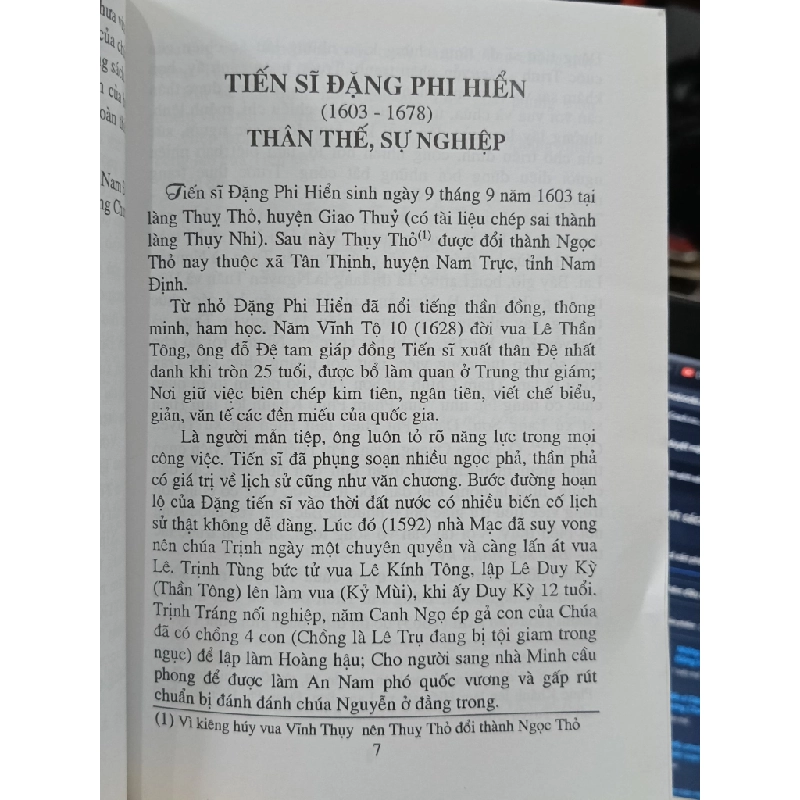 của
sách
của
Nam
TIẾN SĨ ĐẶNG PHI HIỂN
(1603 - 1678)
THÂN THẾ, SỰ NGHIỆP
Tiến sĩ Đặng Phi Hiển sinh ngày 9 tháng 9 năm 1603 tại
làng Thuỵ Thỏ, huyện Giao Thuỷ (có tài liệu chép sai thành
làng Thụy Nhi). Sau này Thụy Thỏ(1) được đổi thành Ngọc
Thỏ nay thuộc xã Tân Thịnh, huyện Nam Trực, tỉnh Nam
Định.
Từ nhỏ Đặng Phi Hiển đã nổi tiếng thần đồng, thông
minh, ham học. Năm Vĩnh Tộ 10 (1628) đời vua Lê Thần
Tông, ông đỗ Đệ tam giáp đồng Tiến sĩ xuất thân Đệ nhất
danh khi tròn 25 tuổi, được bổ làm quan ở Trung thư giám;
Nơi giữ việc biên chép kim tiên, ngân tiên, viết chế biểu,
giản, văn tế các đền miếu của quốc gia.
Là người mẫn tiệp, ông luôn tỏ rõ năng lực trong mọi
công việc. Tiến sĩ đã phụng soạn nhiều ngọc phả, thần phả
có giá trị về lịch sử cũng như văn chương. Bước đường hoạn
lộ của Đặng tiến sĩ vào thời đất nước có nhiều biến cố lịch
sử thật không dễ dàng. Lúc đó (1592) nhà Mạc đã suy vong
nên chúa Trịnh ngày một chuyên quyền và càng lấn át vua
Lê. Trịnh Tùng bức tử vua Lê Kính Tông, lập Lê Duy Kỳ
(Thần Tông) lên làm vua (Kỷ Mùi), khi ấy Duy Kỳ 12 tuổi.
Trịnh Tráng nối nghiệp, năm Canh Ngọ ép gả con của Chúa
đã có chồng 4 con (Chồng là Lê Trụ đang bị tội giam trong
ngục) để lập làm Hoàng hậu; Cho người sang nhà Minh cầu
phong để được làm An Nam phó quốc vương và gấp rút
chuẩn bị đánh đánh chúa Nguyễn ở đằng trong.
(1) Vì kiêng húy vua Vĩnh Thụy nên Thuỵ Thỏ đổi thành Ngọc Thỏ
7